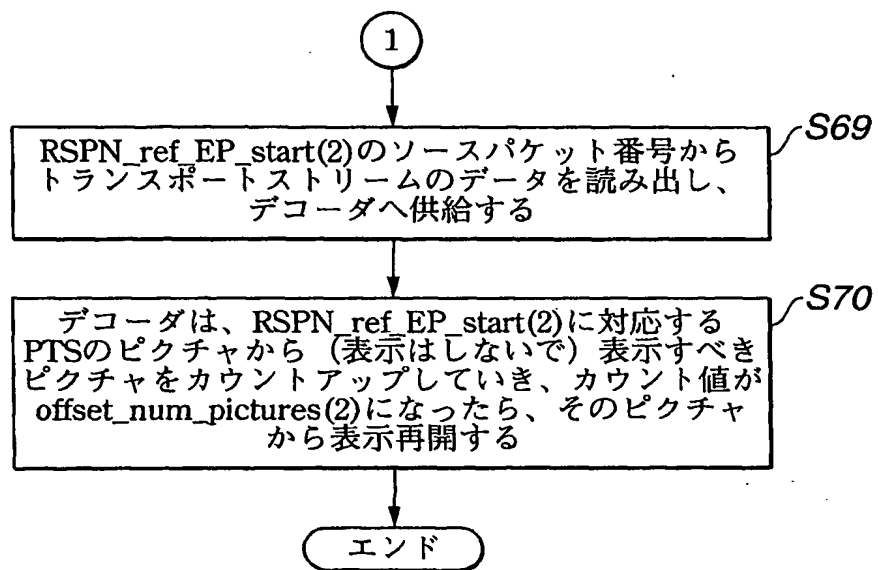 1
S69
RSPN_ref_EP_start(2)のソースパケット番号から
トランスポートストリームのデータを読み出し、
デコーダへ供給する
S70
デコーダは、RSPN_ref_EP_start(2)に対応する
PTSのピクチャから（表示はしないで）表示すべき
ピクチャをカウントアップしていき、カウント値が
offset_num_pictures(2)になったら、そのピクチャ
から表示再開する
エンド